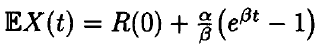 𝔼X(t) = R(0) + α/β (e^{βt} − 1)